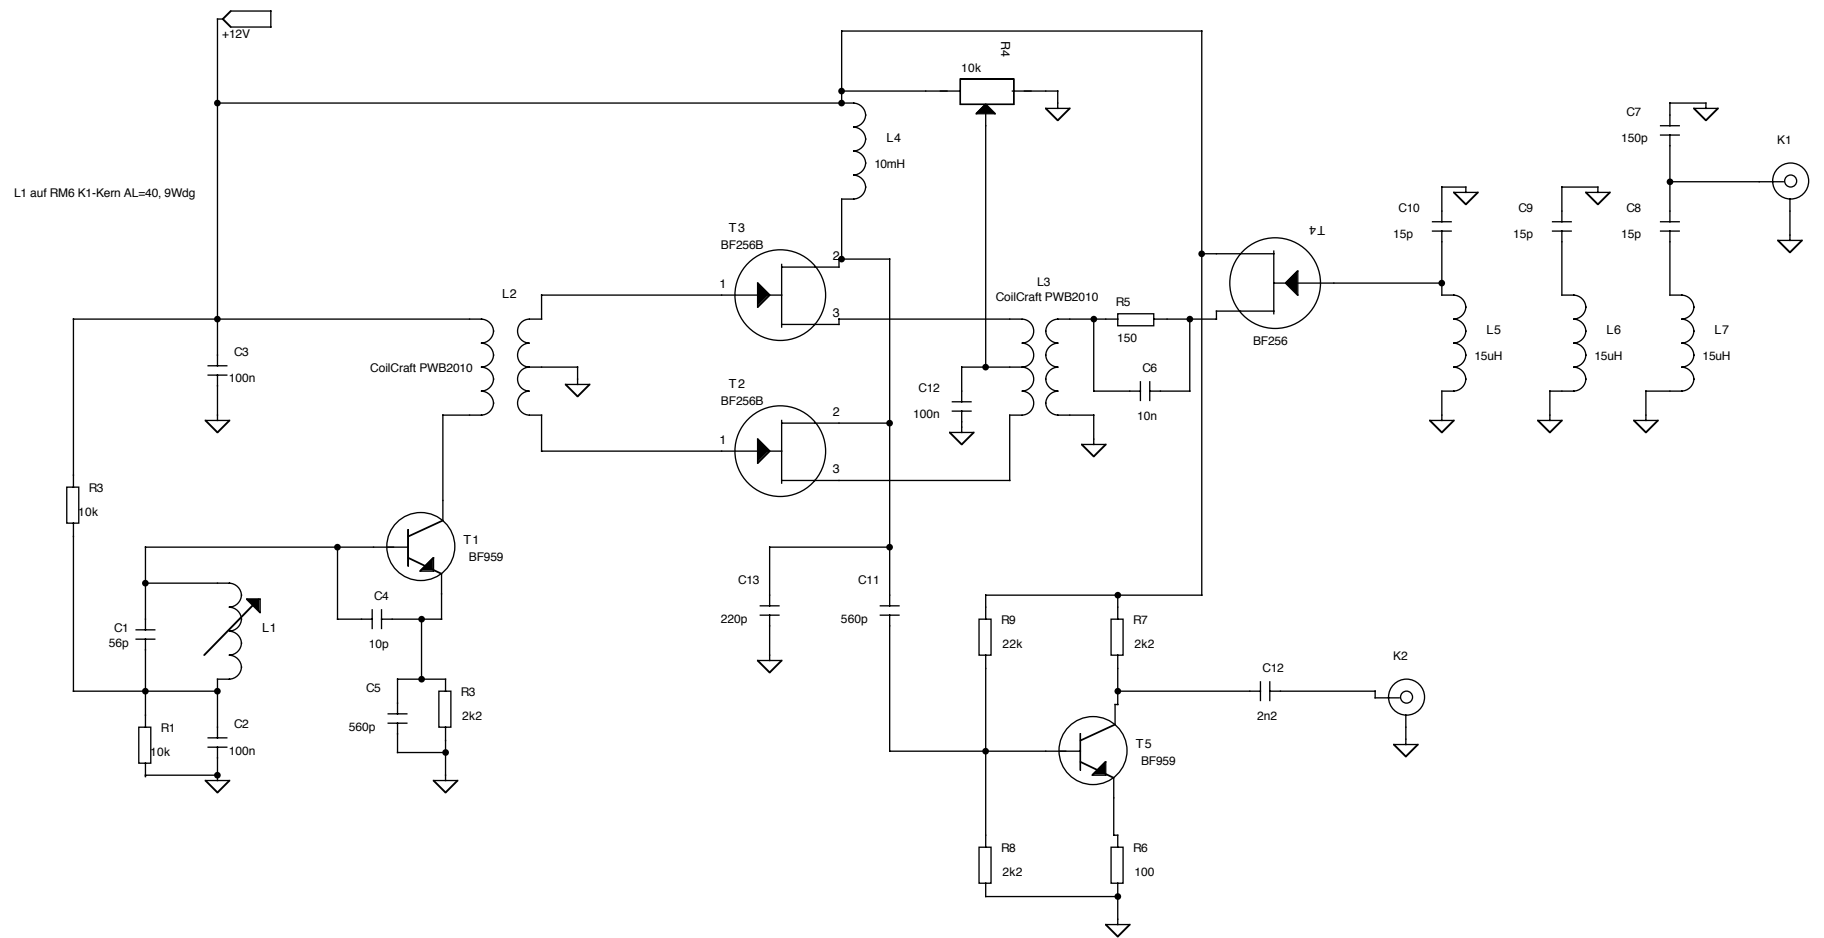 +12V
R4
10k
C7
150p
K1
L4
10mH
L1 auf RM6 K1-Kern AL=40, 9Wdg
C10
15p
C9
15p
C8
15p
T3
BF256B
2
T4
1
L2
L3
CoilCraft PWB2010
R5
150
3
BF256
L5
15uH
L6
15uH
L7
15uH
C3
100n
CoilCraft PWB2010
C6
10n
T2
BF256B
C12
100n
2
1
3
R3
10k
T1
BF959
C4
10p
C13
220p
C11
560p
C1
56p
L1
R9
22k
R7
2k2
C12
2n2
K2
C5
560p
R3
2k2
R1
10k
C2
100n
T5
BF959
R8
2k2
R6
100